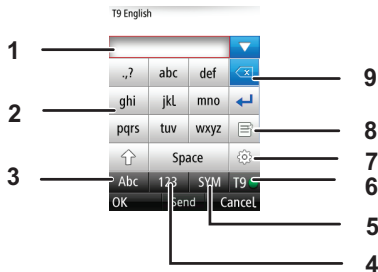 T9 English
1
.,? abc def
9
ghi jkl mno
2
pqrs tuv wxyz
8
Space
7
3
Abc 123 SYM T9
6
OK Send Cancel
5
4